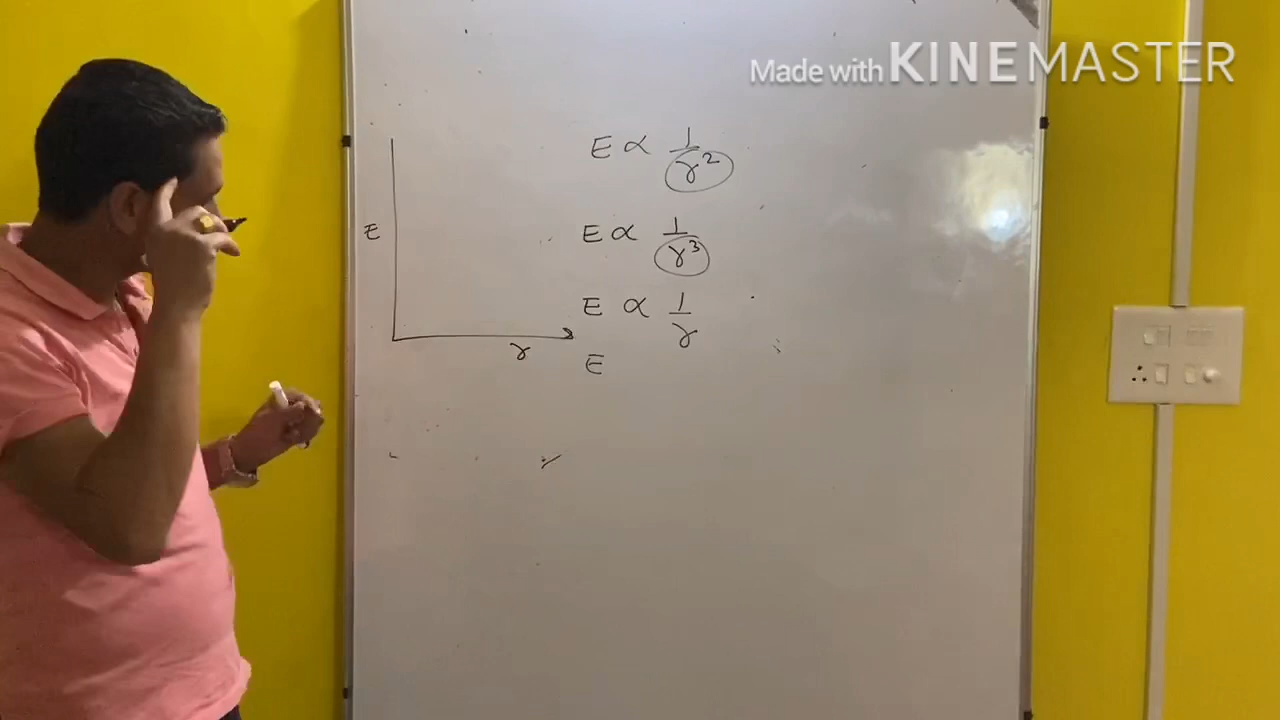 Made with KINEMASTER
E ∝ 1/r²
E
E ∝ 1/r³
E ∝ 1/r
r
E